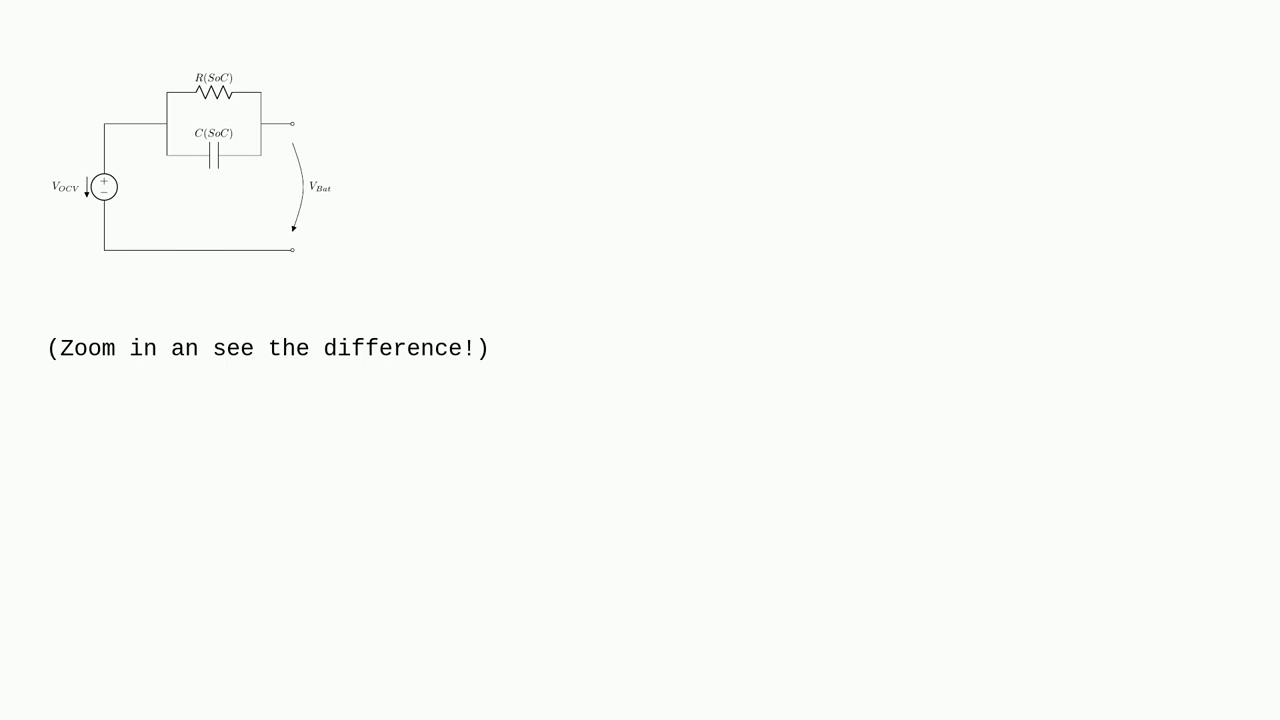 R(SoC)
C(SoC)
V_OCV
+
−
V_Bat
(Zoom in an see the difference!)